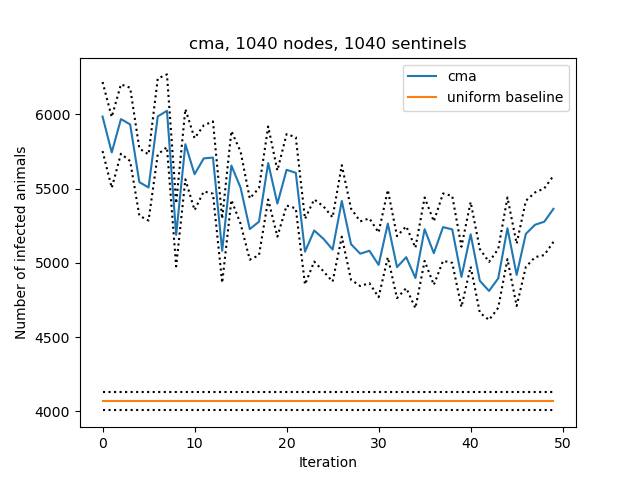 cma, 1040 nodes, 1040 sentinels
cma
uniform baseline
Number of infected animals
6000
5500
5000
4500
4000
0 10 20 30 40 50
Iteration